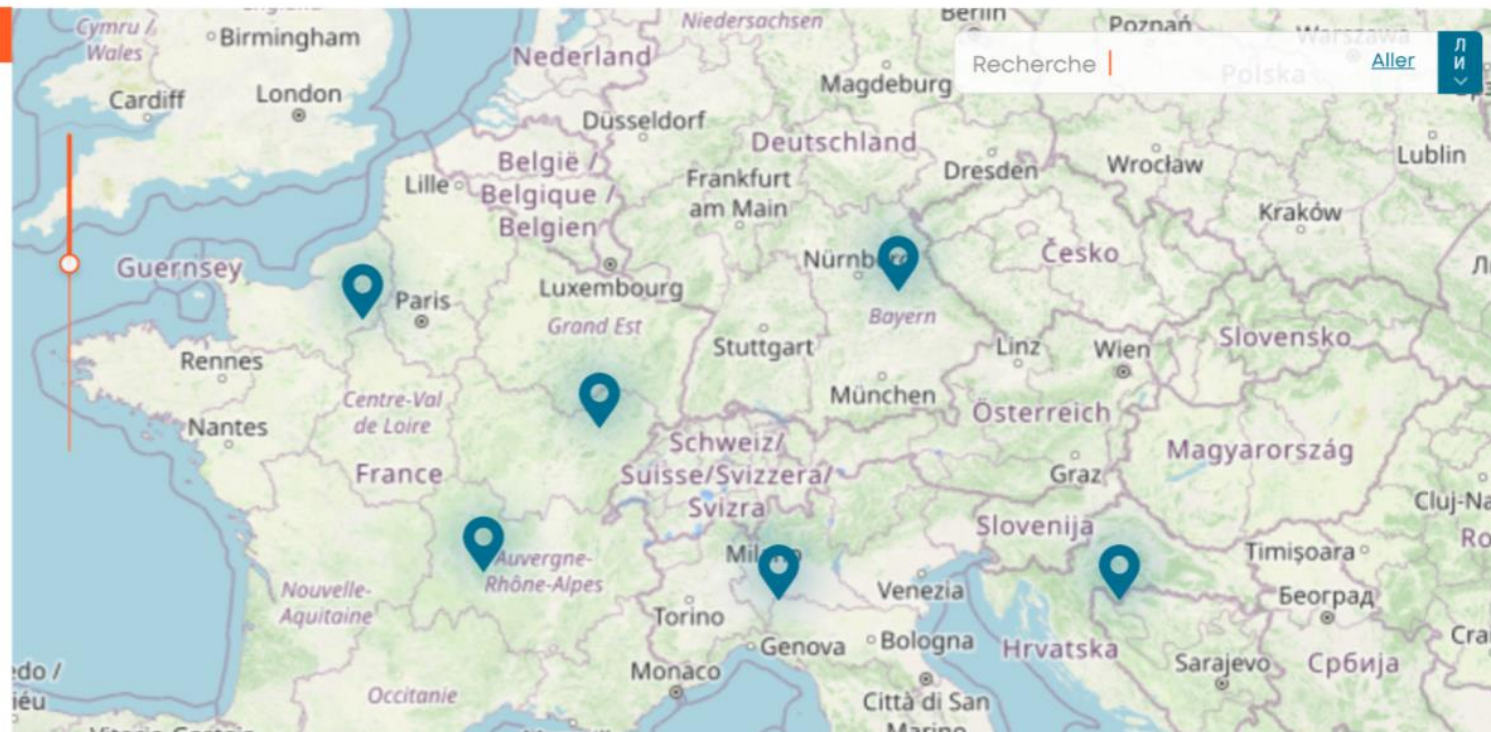 Cymru /
Wales
Birmingham
Niedersachsen
Berlin
Poznań
Warszawa
Nederland
Recherche
Aller
Л
И
Polska
Magdeburg
Cardiff
London
Düsseldorf
Deutschland
België /
Belgique /
Belgien
Lille
Frankfurt
am Main
Dresden
Wrocław
Lublin
Kraków
Guernsey
Nürnberg
Česko
Luxembourg
Paris
Grand Est
Bayern
Rennes
Stuttgart
Linz
Wien
Slovensko
Centre-Val
de Loire
München
Österreich
Nantes
France
Schweiz/
Suisse/Svizzera/
Svizra
Magyarország
Graz
Cluj-Na
Slovenija
Ro
Auvergne-
Rhône-Alpes
Milano
Timișoara
Nouvelle-
Aquitaine
Venezia
Београд
Torino
Genova
Bologna
Hrvatska
Sarajevo
Србија
Crai
edo /
iéu
Monaco
Occitanie
Città di San
Marino